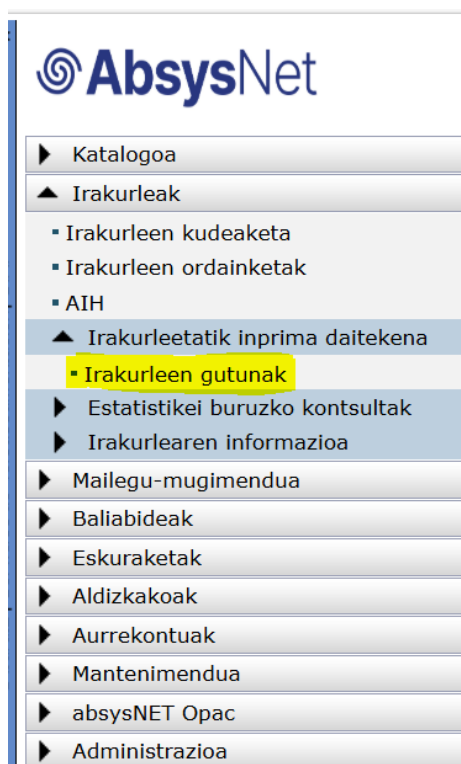 AbsysNet
Katalogoa
Irakurleak
Irakurleen kudeaketa
Irakurleen ordainketak
AIH
Irakurleetatik inprima daitekena
Irakurleen gutunak
Estatistikei buruzko kontsultak
Irakurlearen informazioa
Mailegu-mugimendua
Baliabideak
Eskuraketak
Aldizkakoak
Aurrekontuak
Mantenimendua
absysNET Opac
Administrazioa